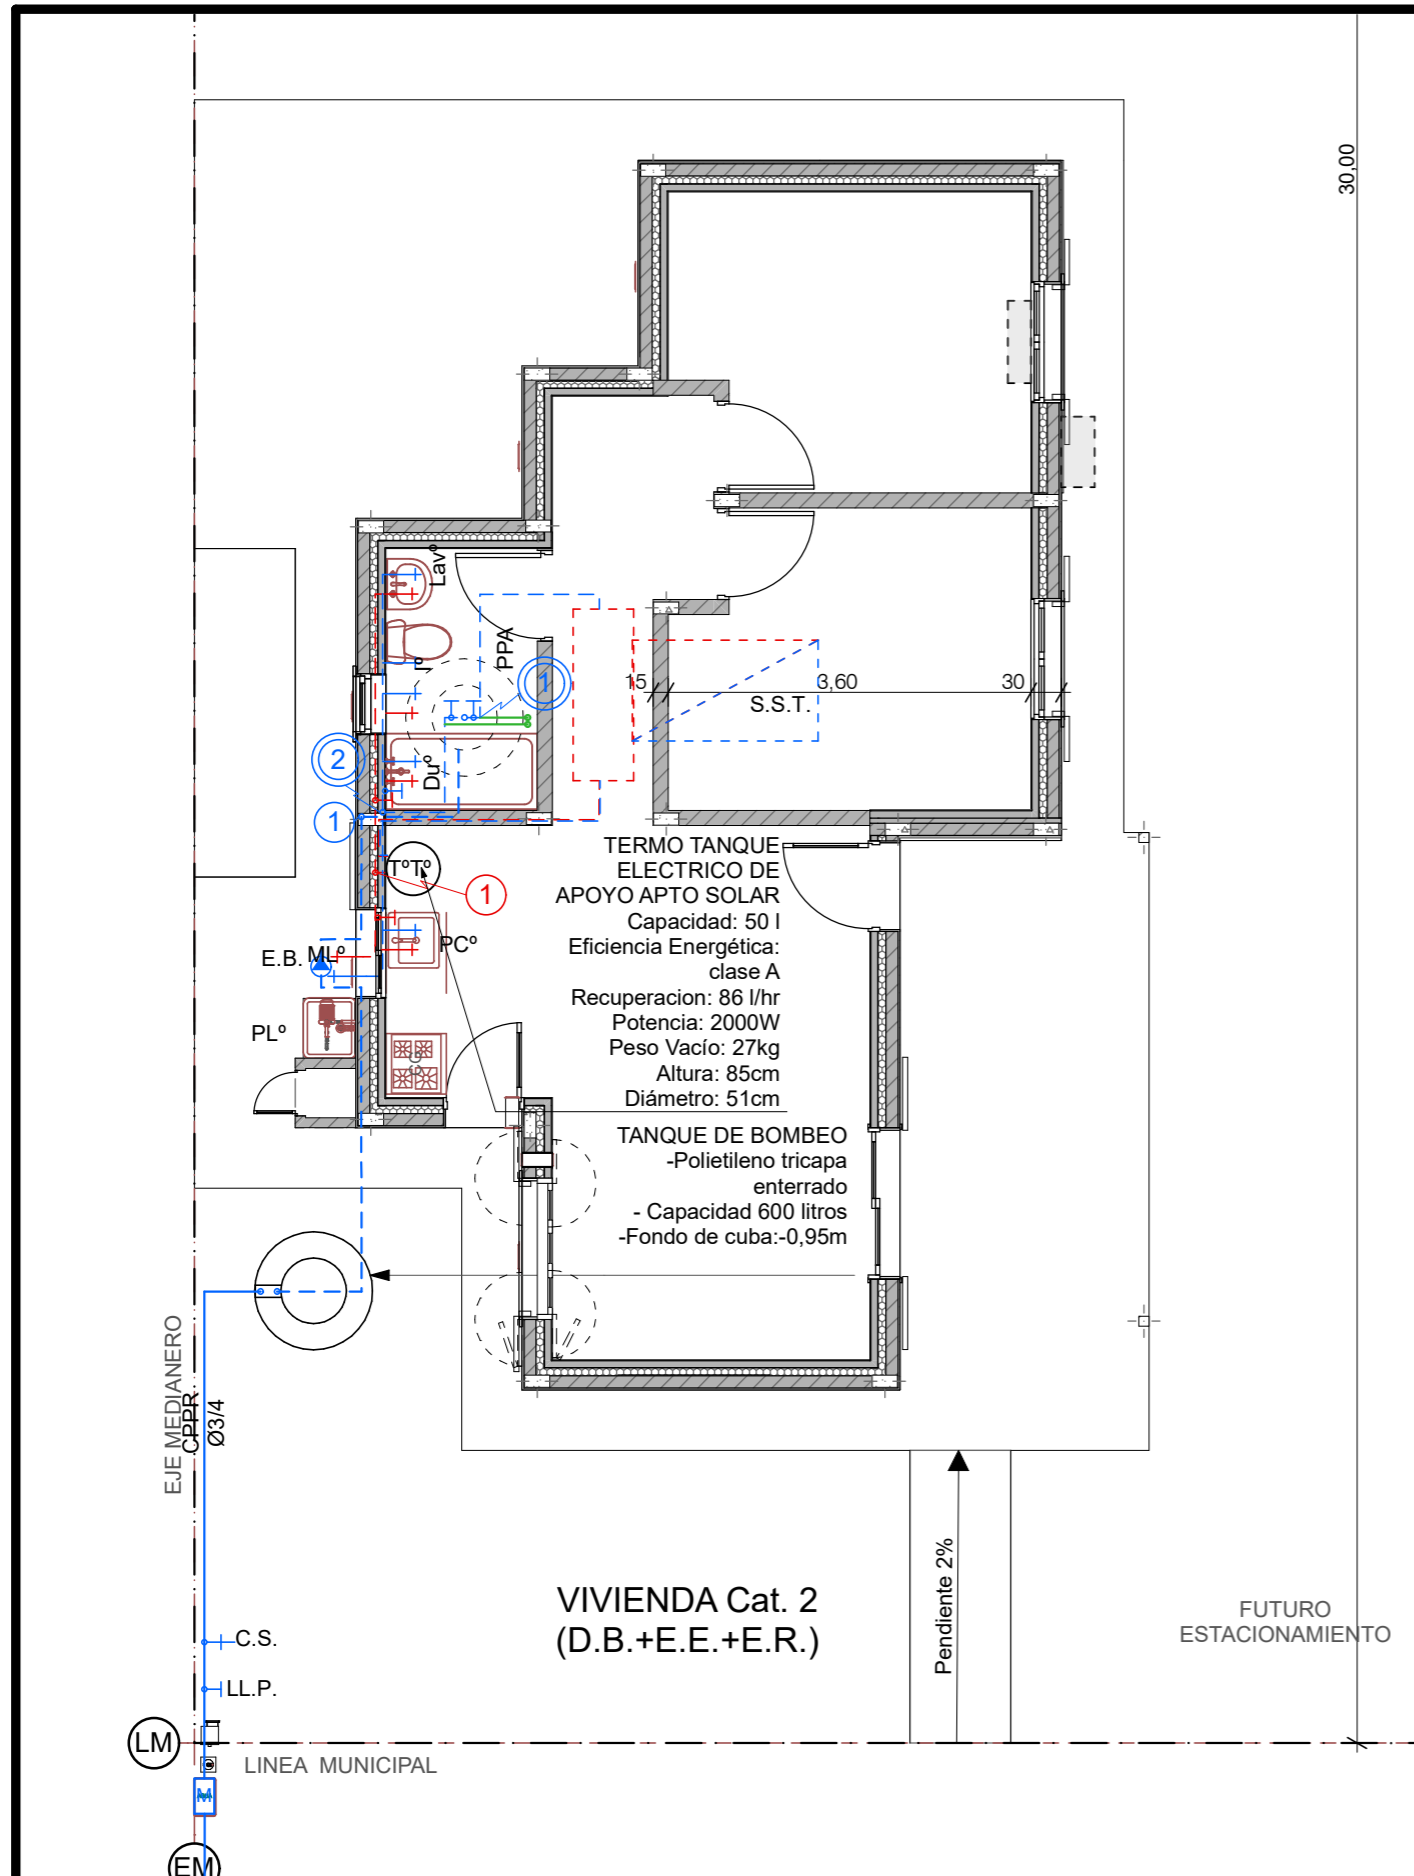 30,00
Lavº
Iº
PPA
1
15
3,60
30
S.S.T.
2
Duº
1
TºTº
1
PCº
E.B.
MLº
PLº
CG
TERMO TANQUE
ELECTRICO DE
APOYO APTO SOLAR
Capacidad: 50 l
Eficiencia Energética:
clase A
Recuperacion: 86 l/hr
Potencia: 2000W
Peso Vacío: 27kg
Altura: 85cm
Diámetro: 51cm
TANQUE DE BOMBEO
-Polietileno tricapa
enterrado
- Capacidad 600 litros
-Fondo de cuba:-0,95m
EJE MEDIANERO
CPPR
Ø3/4
VIVIENDA Cat. 2
(D.B.+E.E.+E.R.)
Pendiente 2%
FUTURO
ESTACIONAMIENTO
C.S.
LL.P.
LM
LINEA MUNICIPAL
M
EM